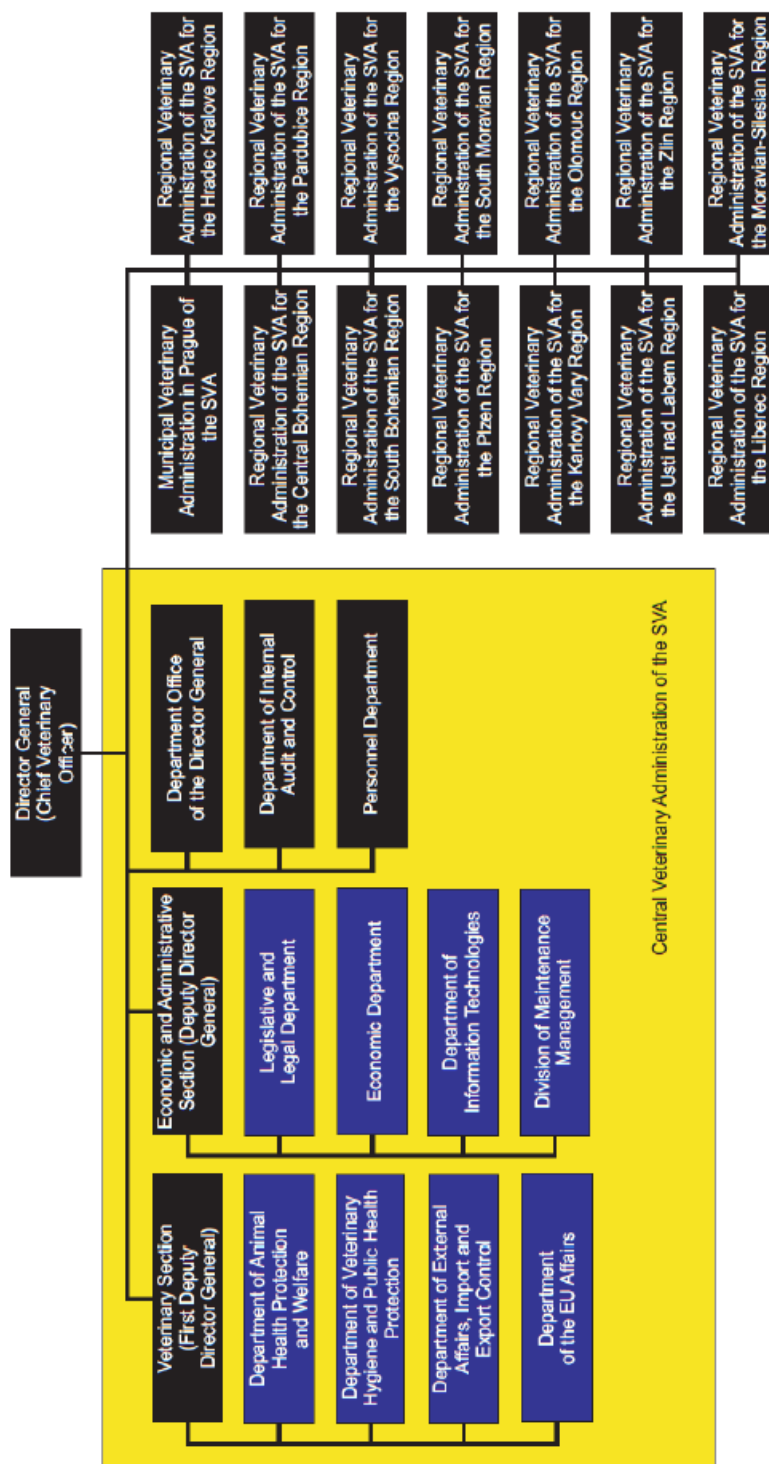 Director General
(Chief Veterinary
Officer)
Veterinary Section
(First Deputy
Director General)
Department of Animal
Health Protection
and Welfare
Department of Veterinary
Hygiene and Public Health
Protection
Department of External
Affairs, Import and
Export Control
Department
of the EU Affairs
Economic and Administrative
Section (Deputy Director
General)
Legislative and
Legal Department
Economic Department
Department of
Information Technologies
Division of Maintenance
Management
Department Office
of the Director General
Department of Internal
Audit and Control
Personnel Department
Central Veterinary Administration of the SVA
Municipal Veterinary
Administration in Prague of
the SVA
Regional Veterinary
Administration of the SVA for
the Central Bohemian Region
Regional Veterinary
Administration of the SVA for
the South Bohemian Region
Regional Veterinary
Administration of the SVA for
the Plzen Region
Regional Veterinary
Administration of the SVA for
the Karlovy Vary Region
Regional Veterinary
Administration of the SVA for
the Usti nad Labem Region
Regional Veterinary
Administration of the SVA for
the Liberec Region
Regional Veterinary
Administration of the SVA for
the Hradec Kralove Region
Regional Veterinary
Administration of the SVA for
the Pardubice Region
Regional Veterinary
Administration of the SVA for
the Vysocina Region
Regional Veterinary
Administration of the SVA for
the South Moravian Region
Regional Veterinary
Administration of the SVA for
the Olomouc Region
Regional Veterinary
Administration of the SVA for
the Zlin Region
Regional Veterinary
Administration of the SVA for
the Moravian-Silesian Region